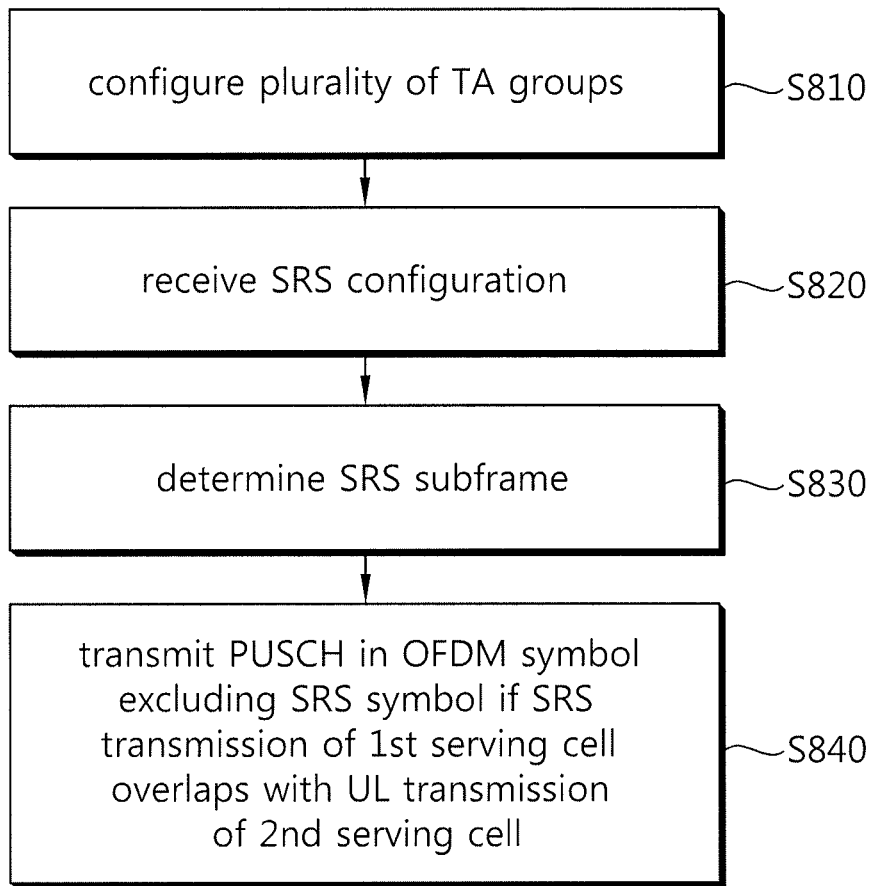 configure plurality of TA groups
S810
receive SRS configuration
S820
determine SRS subframe
S830
transmit PUSCH in OFDM symbol
excluding SRS symbol if SRS
transmission of 1st serving cell
overlaps with UL transmission
of 2nd serving cell
S840